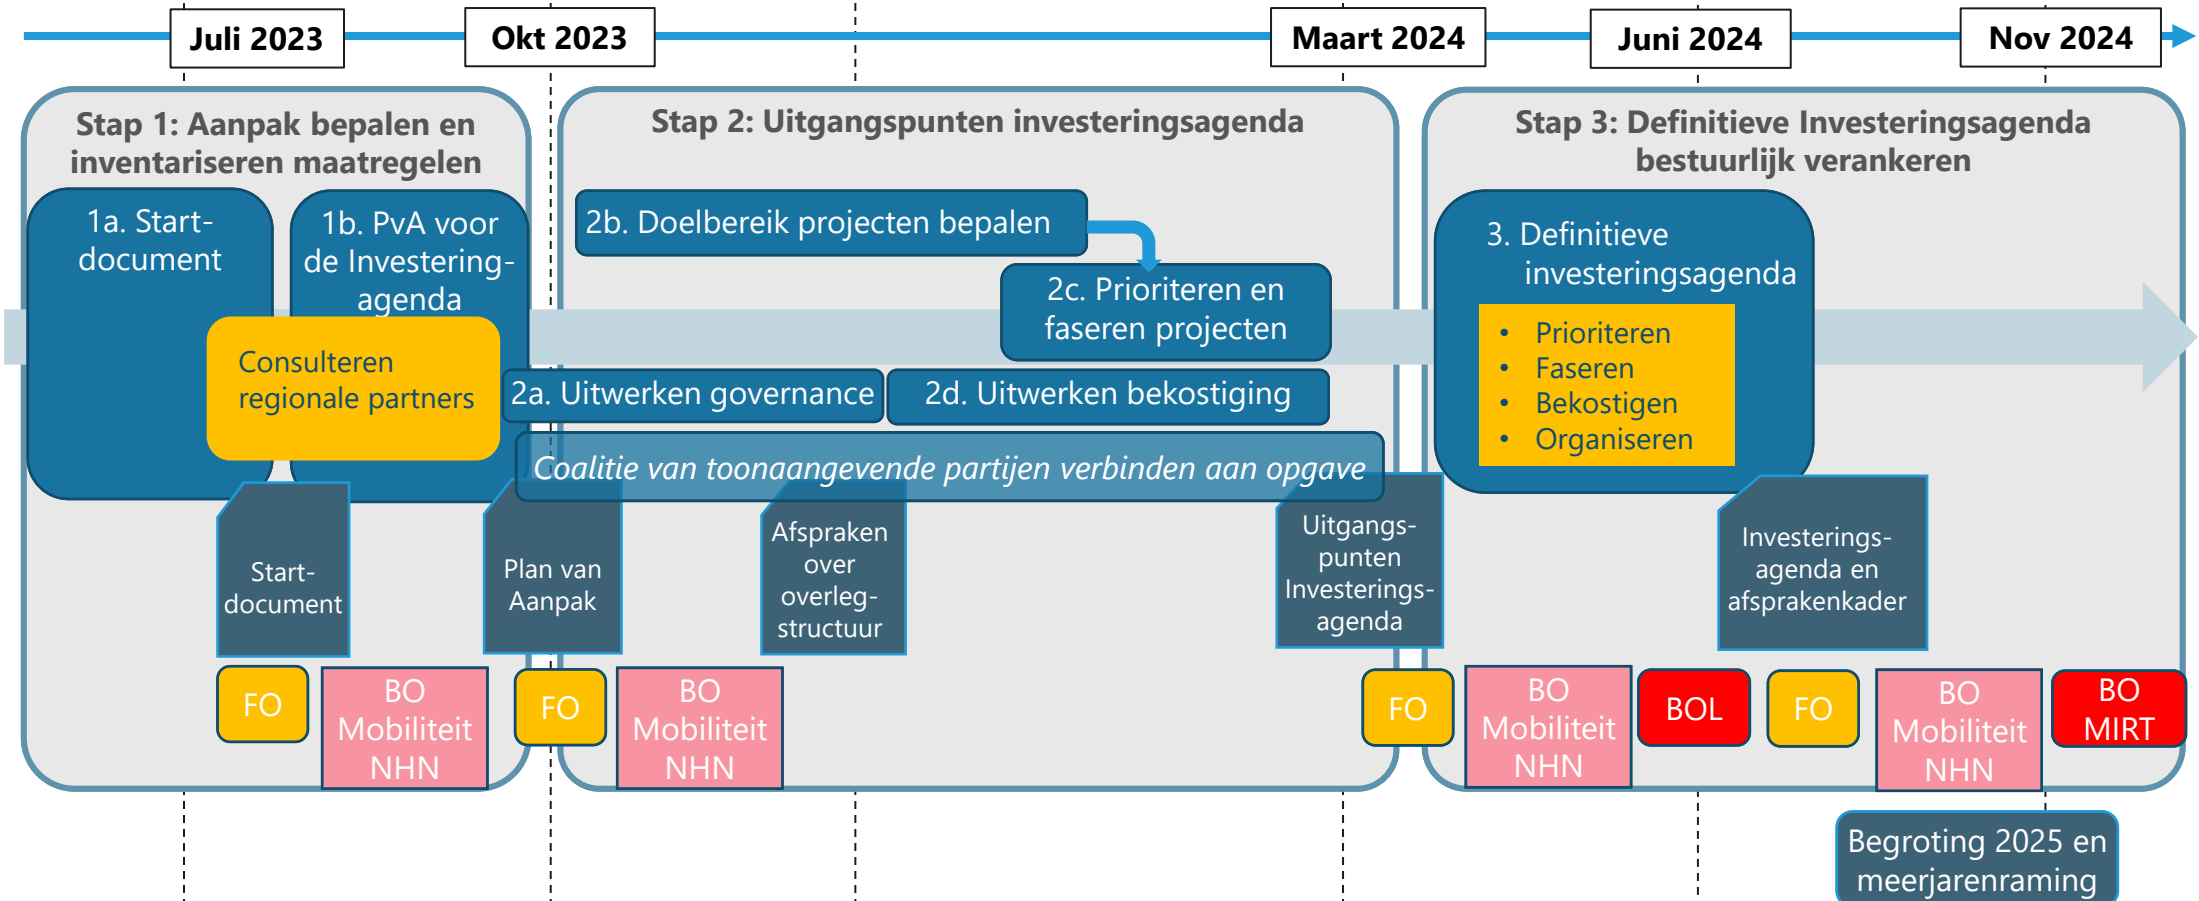 Juli 2023
Okt 2023
Maart 2024
Juni 2024
Nov 2024
Stap 1: Aanpak bepalen en
inventariseren maatregelen
1a. Start-
document
1b. PvA voor
de Investering-
agenda
Consulteren
regionale partners
Stap 2: Uitgangspunten investeringsagenda
2b. Doelbereik projecten bepalen
2c. Prioriteren en
faseren projecten
2a. Uitwerken governance
2d. Uitwerken bekostiging
Coalitie van toonaangevende partijen verbinden aan opgave
Stap 3: Definitieve Investeringsagenda
bestuurlijk verankeren
3. Definitieve
investeringsagenda
• Prioriteren
• Faseren
• Bekostigen
• Organiseren
Start-
document
Plan van
Aanpak
Afspraken
over
overleg-
structuur
Uitgangs-
punten
Investerings-
agenda
Investerings-
agenda en
afsprakenkader
FO
BO
Mobiliteit
NHN
FO
BO
Mobiliteit
NHN
FO
BO
Mobiliteit
NHN
BOL
FO
BO
Mobiliteit
NHN
BO
MIRT
Begroting 2025 en
meerjarenraming